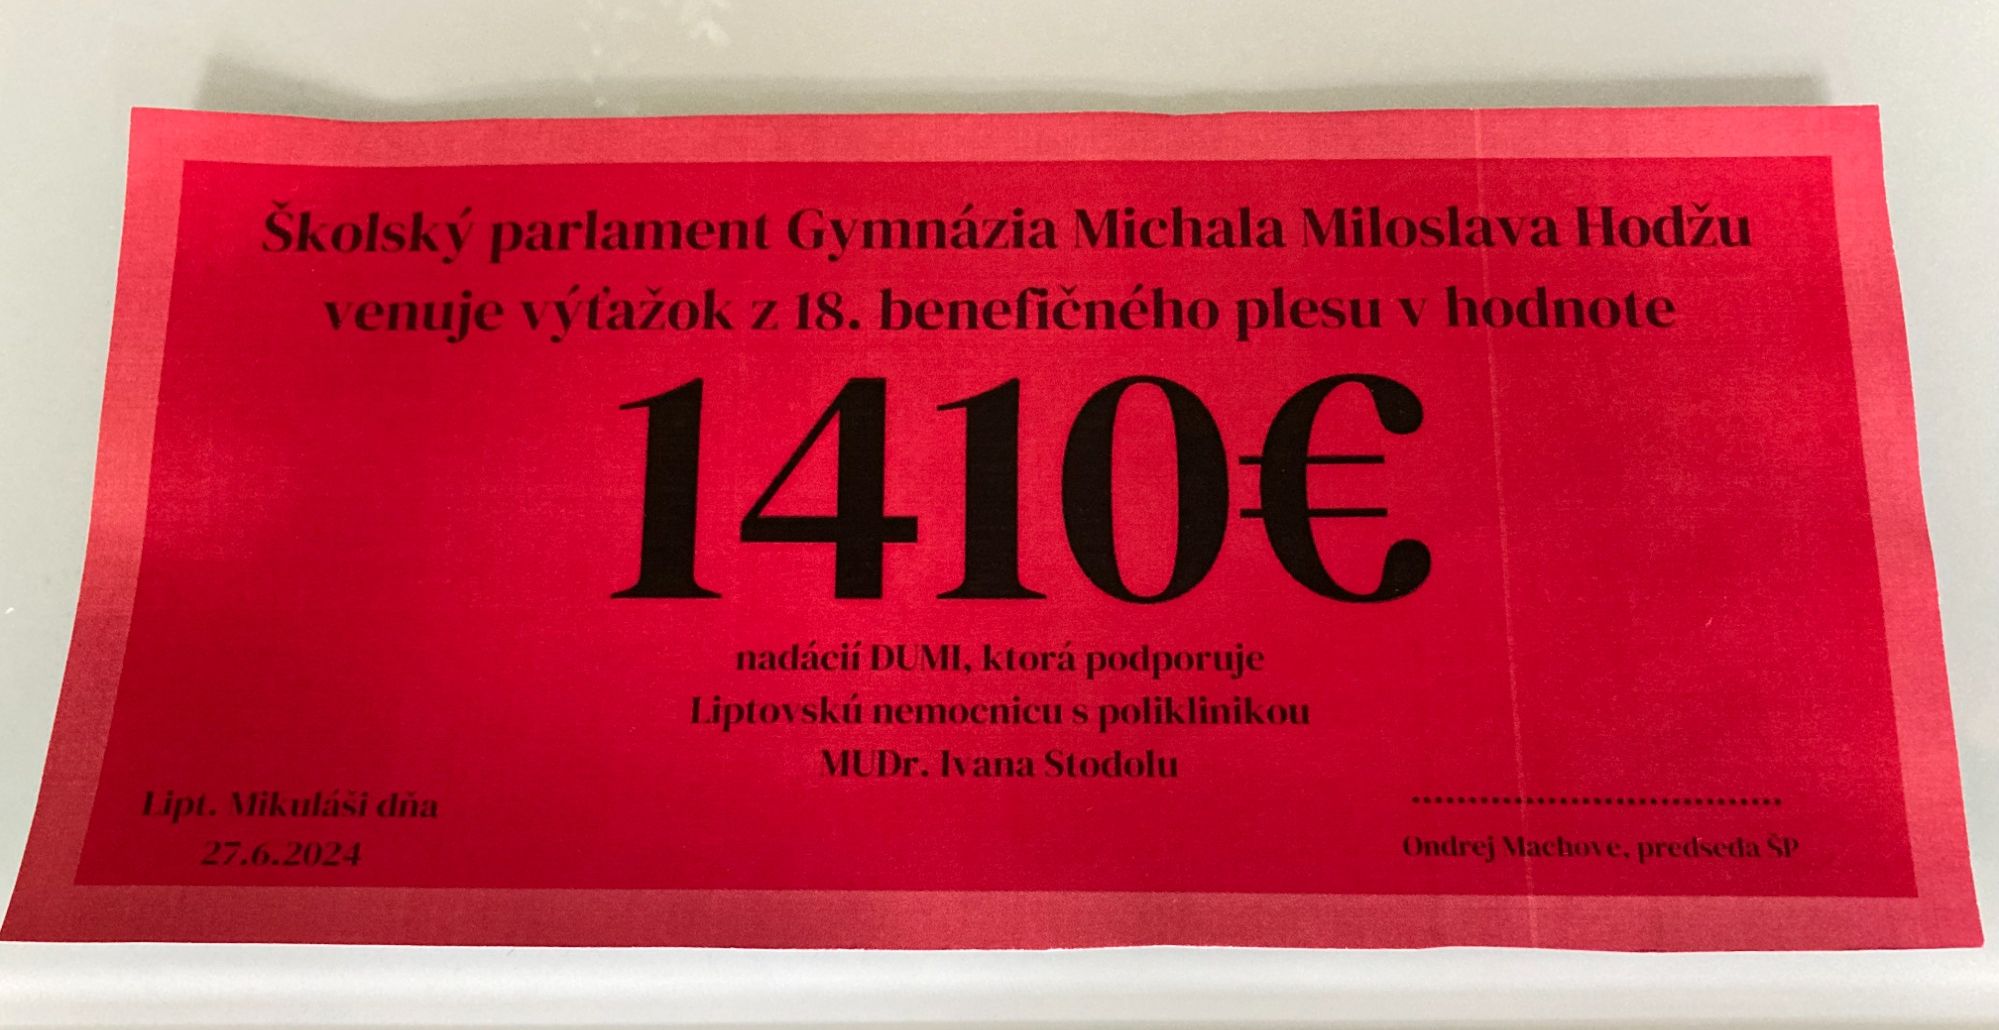 Školský parlament Gymnázia Michala Miloslava Hodžu
venuje výťažok z 18. benefičného plesu v hodnote
1410€
nadácií DUMI, ktorá podporuje
Liptovskú nemocnicu s poliklinikou
MUDr. Ivana Stodolu
Lipt. Mikuláši dňa
27.6.2024
................................
Ondrej Machove, predseda ŠP